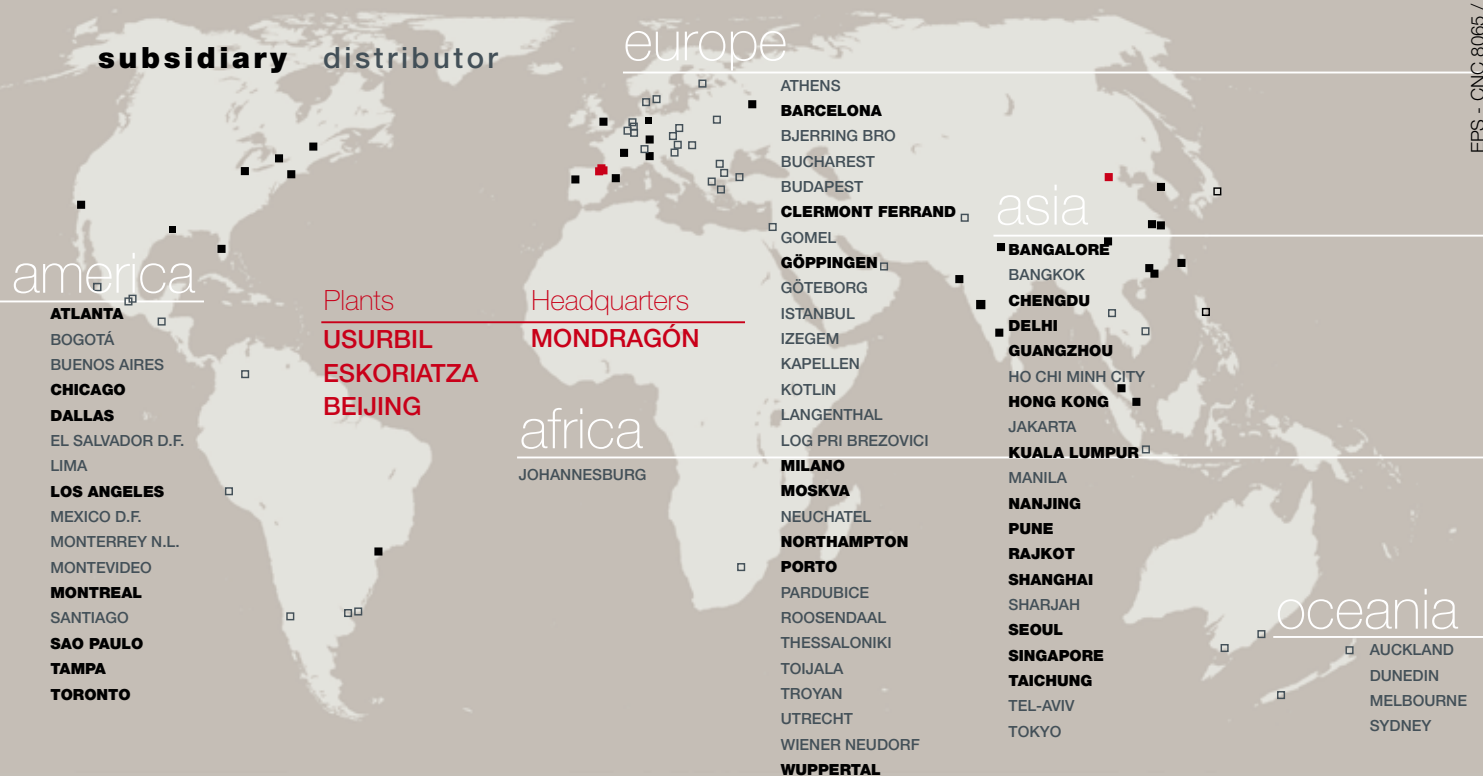 subsidiary distributor
europe
ATHENS
BARCELONA
BJERRING BRO
BUCHAREST
BUDAPEST
CLERMONT FERRAND
GOMEL
GÖPPINGEN
GÖTEBORG
ISTANBUL
IZEGEM
KAPELLEN
KOTLIN
LANGENTHAL
LOG PRI BREZOVICI
MILANO
MOSKVA
NEUCHATEL
NORTHAMPTON
PORTO
PARDUBICE
ROOSENDAAL
THESSALONIKI
TOIJALA
TROYAN
UTRECHT
WIENER NEUDORF
WUPPERTAL
asia
BANGALORE
BANGKOK
CHENGDU
DELHI
GUANGZHOU
HO CHI MINH CITY
HONG KONG
JAKARTA
KUALA LUMPUR
MANILA
NANJING
PUNE
RAJKOT
SHANGHAI
SHARJAH
SEOUL
SINGAPORE
TAICHUNG
TEL-AVIV
TOKYO
america
ATLANTA
BOGOTÁ
BUENOS AIRES
CHICAGO
DALLAS
EL SALVADOR D.F.
LIMA
LOS ANGELES
MEXICO D.F.
MONTERREY N.L.
MONTEVIDEO
MONTREAL
SANTIAGO
SAO PAULO
TAMPA
TORONTO
Plants
USURBIL
ESKORIATZA
BEIJING
Headquarters
MONDRAGÓN
africa
JOHANNESBURG
oceania
AUCKLAND
DUNEDIN
MELBOURNE
SYDNEY
EPS - CNC 8065 /